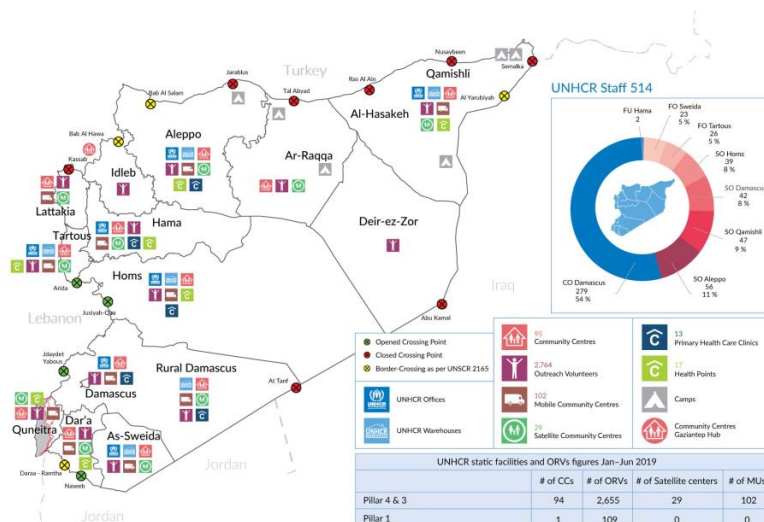 Turkey
Nusaybeen
Semalka
Qamishli
Jarablus
Ras Al Ain
Tal Abyad
Al Yarubiyah
Bab Al Salam
Al-Hasakeh
Bab Al Hawa
Aleppo
Kassab
Idleb
Ar-Raqqa
Lattakia
Hama
Deir-ez-Zor
Tartous
Homs
Iraq
Arida
Lebanon
Abu Kamal
Jdaydet
Yabous
Rural Damascus
Damascus
At Tanf
Quneitra
Dar'a
As-Sweida
Jordan
Daraa - Ramtha
Naseeb
Jordan
UNHCR Staff 514
FU Hama
2
FO Sweida
23
5 %
FO Tartous
26
5 %
SO Homs
39
8 %
SO Damascus
42
8 %
SO Qamishli
47
9 %
SO Aleppo
56
11 %
CO Damascus
279
54 %
Opened Crossing Point
Closed Crossing Point
Border-Crossing as per UNSCR 2165
UNHCR Offices
UNHCR Warehouses
95
Community Centres
2,764
Outreach Volunteers
102
Mobile Community Centres
29
Satellite Community Centres
13
Primary Health Care Clinics
17
Health Points
Camps
Community Centres
Gaziantep Hub
UNHCR static facilities and ORVs figures Jan–Jun 2019
# of CCs # of ORVs # of Satellite centers # of MUs
Pillar 4 & 3 94 2,655 29 102
Pillar 1 1 109 0 0